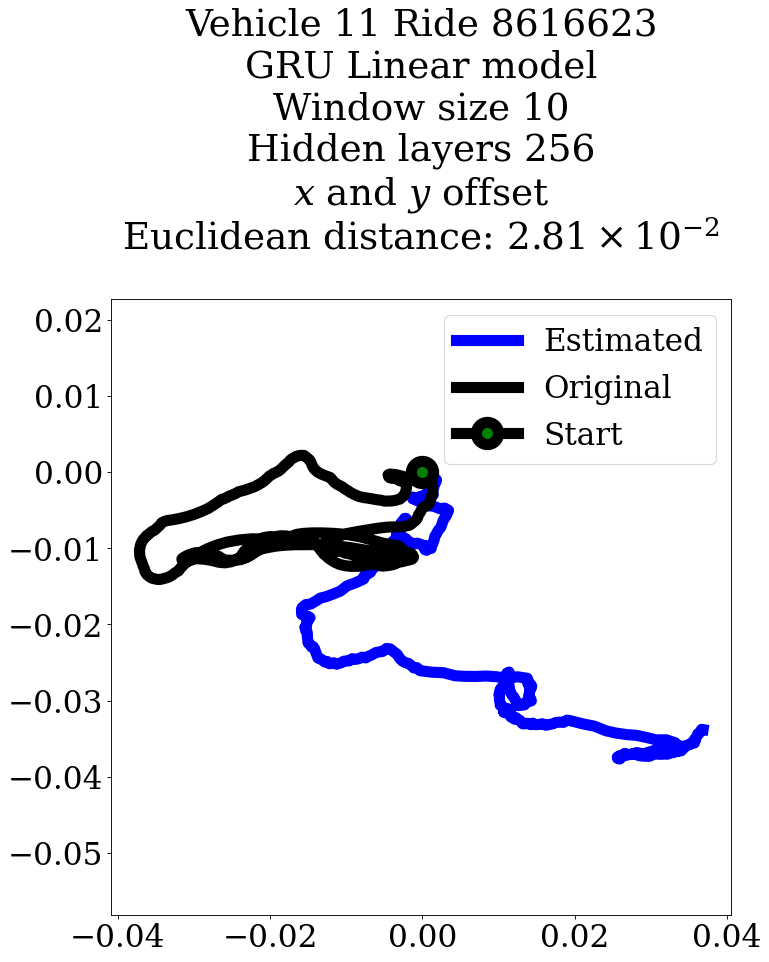 Vehicle 11 Ride 8616623
GRU Linear model
Window size 10
Hidden layers 256
x and y offset
Euclidean distance: 2.81 × 10⁻²
Estimated
Original
Start
0.02
0.01
0.00
−0.01
−0.02
−0.03
−0.04
−0.05
−0.04 −0.02 0.00 0.02 0.04